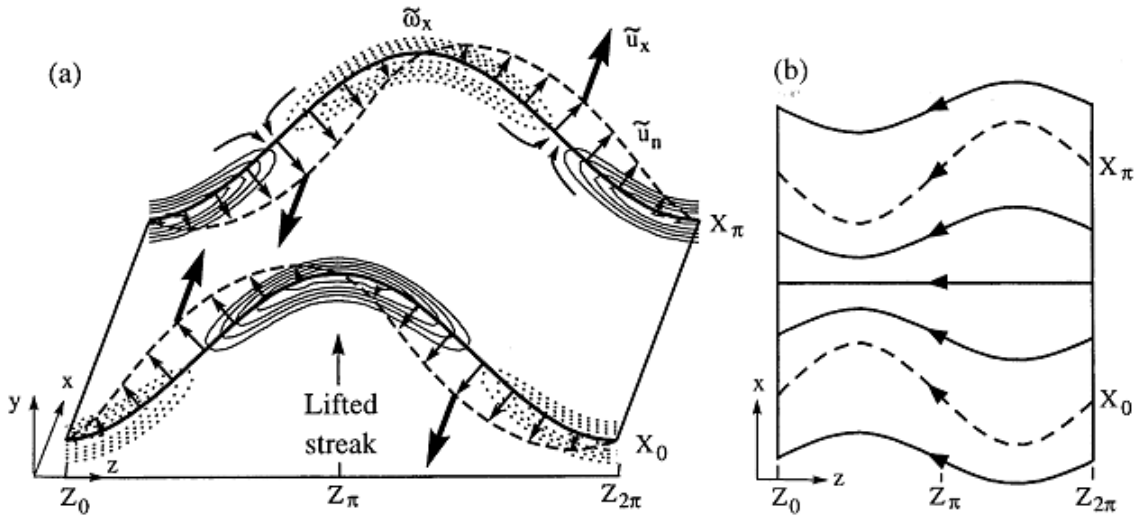 (a)
ω̃x
ũx
(b)
ũn
Xπ
Xπ
Lifted
streak
y
x
z
X0
X0
x
z
Z0
Zπ
Z2π
Z0
Zπ
Z2π